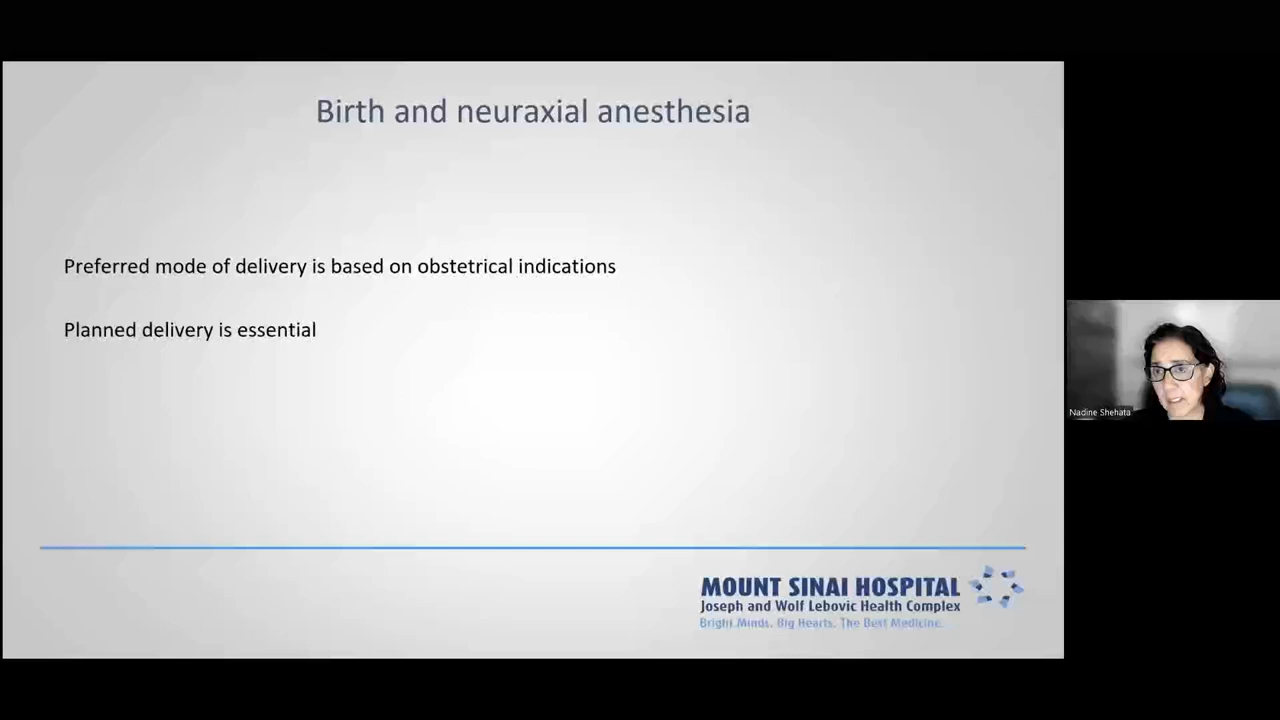 Birth and neuraxial anesthesia
Preferred mode of delivery is based on obstetrical indications
Planned delivery is essential
Nadine Shehata
MOUNT SINAI HOSPITAL
Joseph and Wolf Lebovic Health Complex
Bright Minds. Big Hearts. The Best Medicine.